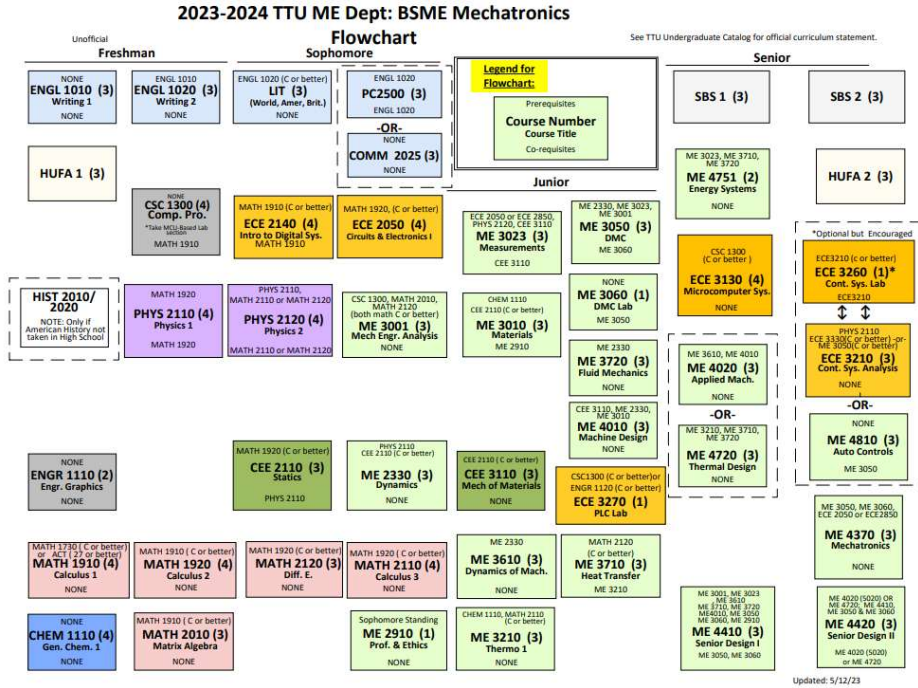 2023-2024 TTU ME Dept: BSME Mechatronics
Flowchart
Unofficial
See TTU Undergraduate Catalog for official curriculum statement.
Freshman
Sophomore
Senior
NONE
ENGL 1010 (3)
Writing 1
NONE
ENGL 1010
ENGL 1020 (3)
Writing 2
NONE
ENGL 1020 (C or better)
LIT (3)
(World, Amer, Brit.)
NONE
ENGL 1020
PC2500 (3)
ENGL 1020
-OR-
NONE
COMM 2025 (3)
NONE
Legend for
Flowchart:
Prerequisites
Course Number
Course Title
Co-requisites
SBS 1 (3)
SBS 2 (3)
HUFA 1 (3)
Junior
ME 3023, ME 3710,
ME 3720
ME 4751 (2)
Energy Systems
NONE
HUFA 2 (3)
NONE
CSC 1300 (4)
Comp. Pro.
*Take MCU-Based Lab
section
MATH 1910
MATH 1910 (C or better)
ECE 2140 (4)
Intro to Digital Sys.
MATH 1910
MATH 1920, (C or better)
ECE 2050 (4)
Circuits & Electronics I
NONE
ECE 2050 or ECE 2850,
PHYS 2120, CEE 3110
ME 3023 (3)
Measurements
CEE 3110
ME 2330, ME 3023,
ME 3001
ME 3050 (3)
DMC
ME 3060
CSC 1300
(C or better )
ECE 3130 (4)
Microcomputer Sys.
NONE
*Optional but Encouraged
ECE3210 (c or better)
ECE 3260 (1)*
Cont. Sys. Lab
ECE3210
HIST 2010/
2020
NOTE: Only if
American History not
taken in High School
MATH 1920
PHYS 2110 (4)
Physics 1
MATH 1920
PHYS 2110,
MATH 2110 or MATH 2120
PHYS 2120 (4)
Physics 2
MATH 2110 or MATH 2120
CSC 1300, MATH 2010,
MATH 2120
(both math C or better)
ME 3001 (3)
Mech Engr. Analysis
NONE
CHEM 1110
CEE 2110 (C or better)
ME 3010 (3)
Materials
ME 2910
NONE
ME 3060 (1)
DMC Lab
ME 3050
PHYS 2110
ECE 3330(C or better) -or-
ME 3050(C or better)
ECE 3210 (3)
Cont. Sys. Analysis
NONE
ME 2330
ME 3720 (3)
Fluid Mechanics
NONE
ME 3610, ME 4010
ME 4020 (3)
Applied Mach.
NONE
-OR-
ME 3210, ME 3710,
ME 3720
ME 4720 (3)
Thermal Design
NONE
-OR-
NONE
ME 4810 (3)
Auto Controls
ME 3050
CEE 3110, ME 2330,
ME 3010
ME 4010 (3)
Machine Design
NONE
NONE
ENGR 1110 (2)
Engr. Graphics
NONE
MATH 1920 (C or better)
CEE 2110 (3)
Statics
PHYS 2110
PHYS 2110
CEE 2110 (C or better)
ME 2330 (3)
Dynamics
NONE
CEE 2110 (C or better)
CEE 3110 (3)
Mech of Materials
NONE
CSC1300 (C or better)or
ENGR 1120 (C or better)
ECE 3270 (1)
PLC Lab
ME 3050, ME 3060,
ECE 2050 or ECE2850
ME 4370 (3)
Mechatronics
NONE
MATH 1730 ( C or better)
or ACT ( 27 or better)
MATH 1910 (4)
Calculus 1
NONE
MATH 1910 ( C or better)
MATH 1920 (4)
Calculus 2
NONE
MATH 1920 (C or better)
MATH 2120 (3)
Diff. E.
NONE
MATH 1920 ( C or better)
MATH 2110 (4)
Calculus 3
NONE
ME 2330
ME 3610 (3)
Dynamics of Mach.
NONE
MATH 2120
(C or better)
ME 3710 (3)
Heat Transfer
ME 3210
NONE
CHEM 1110 (4)
Gen. Chem. 1
NONE
MATH 1910 ( C or better)
MATH 2010 (3)
Matrix Algebra
NONE
Sophomore Standing
ME 2910 (1)
Prof. & Ethics
NONE
CHEM 1110, MATH 2110
(C or better)
ME 3210 (3)
Thermo 1
NONE
ME 3001, ME 3023
ME 3610
ME 3710, ME 3720
ME4010, ME 3050
ME 3060, ME 2910
ME 4410 (3)
Senior Design I
ME 3050, ME 3060
ME 4020 (5020) OR
ME 4720; ME 4410,
ME 3050 & ME 3060
ME 4420 (3)
Senior Design II
ME 4020 (5020)
or ME 4720
Updated: 5/12/23